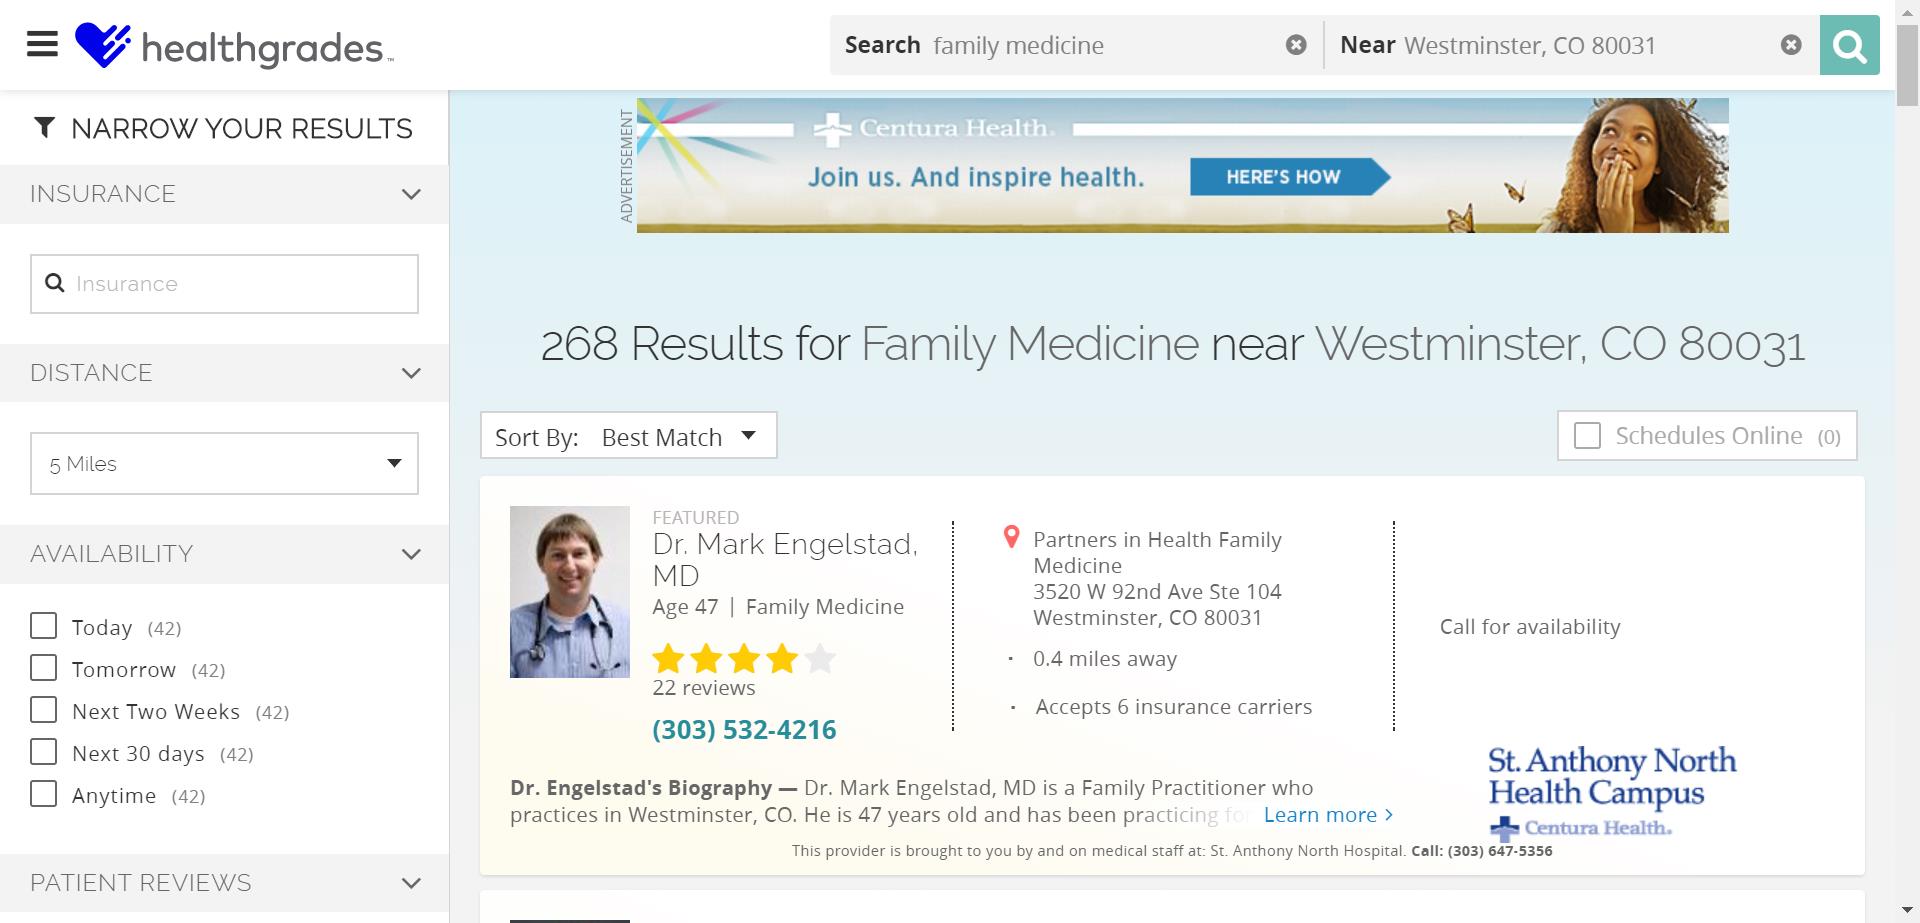 healthgrades™
Search family medicine
Near Westminster, CO 80031
NARROW YOUR RESULTS
INSURANCE
Insurance
DISTANCE
5 Miles
AVAILABILITY
Today (42)
Tomorrow (42)
Next Two Weeks (42)
Next 30 days (42)
Anytime (42)
PATIENT REVIEWS
ADVERTISEMENT
Centura Health.
Join us. And inspire health.
HERE'S HOW
268 Results for Family Medicine near Westminster, CO 80031
Sort By: Best Match
Schedules Online (0)
FEATURED
Dr. Mark Engelstad,
MD
Age 47 | Family Medicine
22 reviews
(303) 532-4216
Partners in Health Family
Medicine
3520 W 92nd Ave Ste 104
Westminster, CO 80031
· 0.4 miles away
· Accepts 6 insurance carriers
Call for availability
Dr. Engelstad's Biography — Dr. Mark Engelstad, MD is a Family Practitioner who
practices in Westminster, CO. He is 47 years old and has been practicing for Learn more >
St. Anthony North
Health Campus
Centura Health.
This provider is brought to you by and on medical staff at: St. Anthony North Hospital. Call: (303) 647-5356